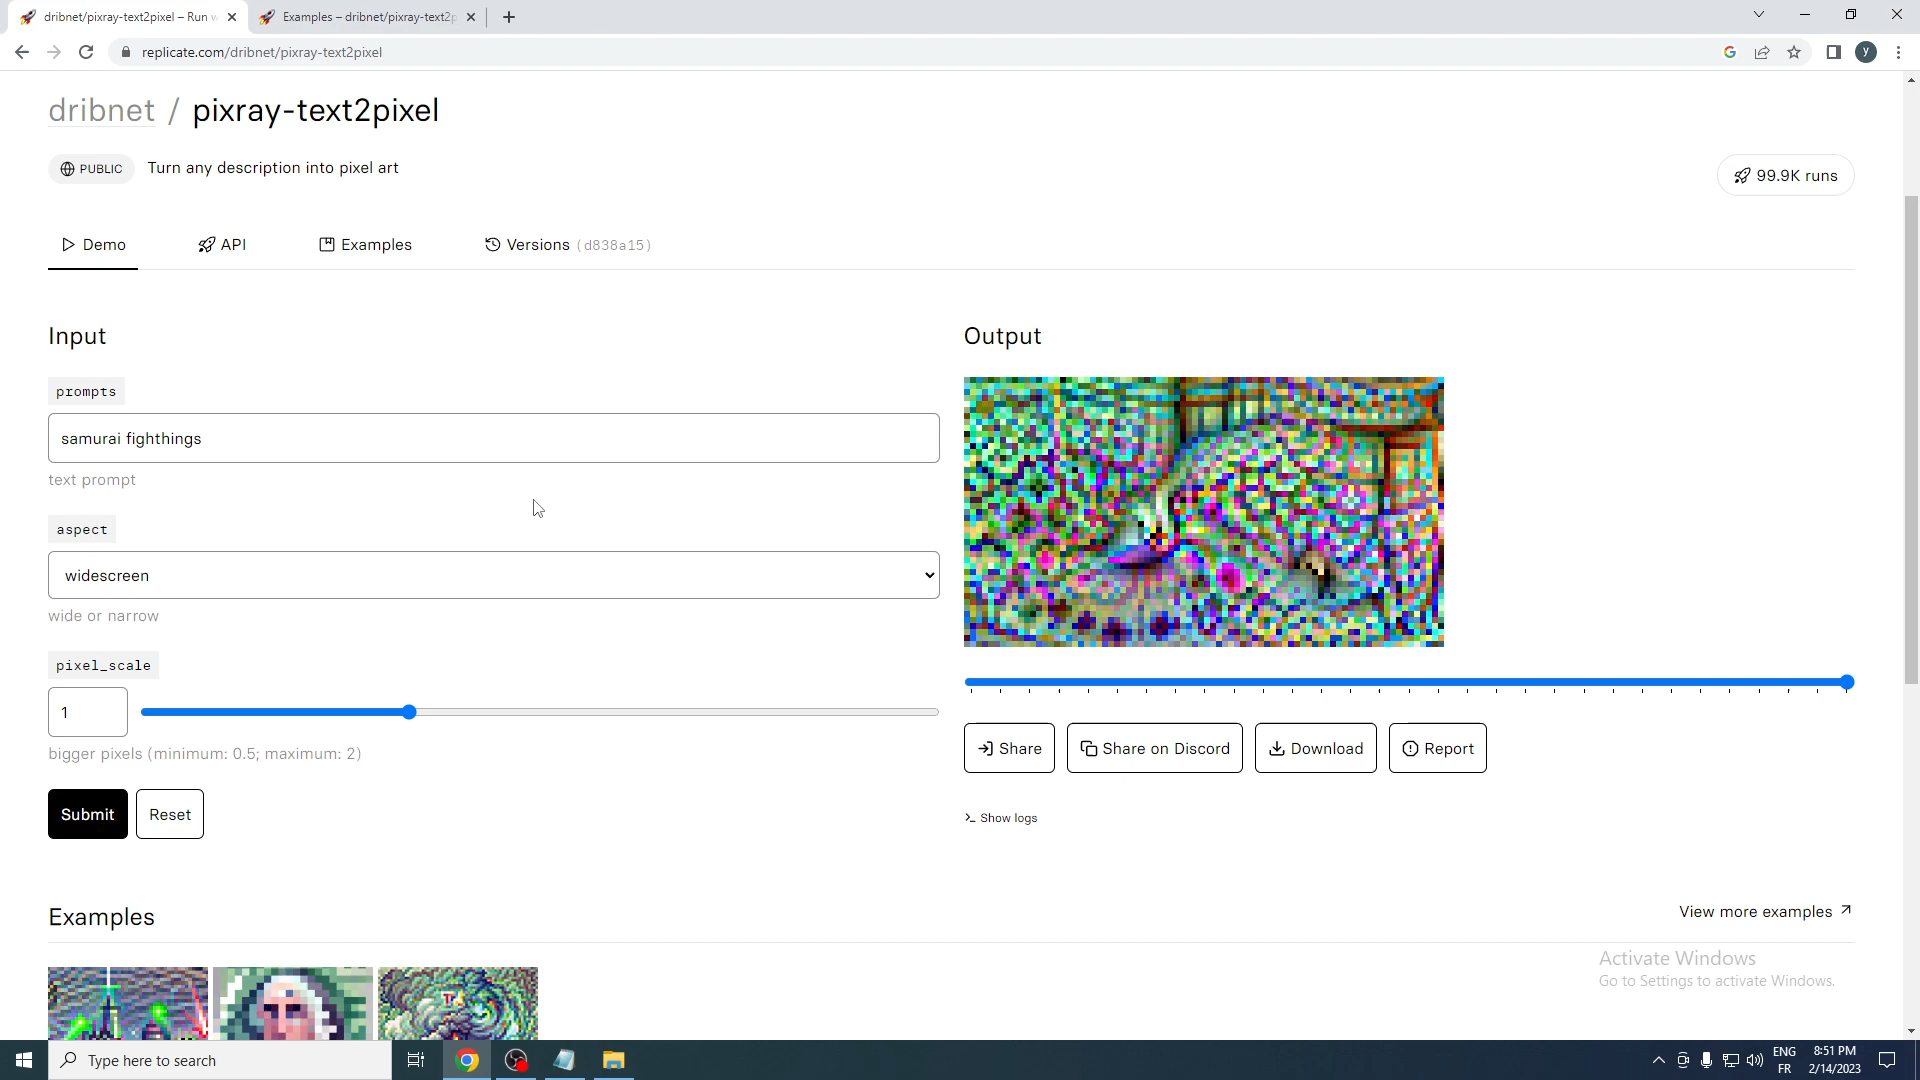 dribnet/pixray-text2pixel – Run w
Examples – dribnet/pixray-text2p
replicate.com/dribnet/pixray-text2pixel
y
dribnet / pixray-text2pixel
PUBLIC
Turn any description into pixel art
99.9K runs
Demo
API
Examples
Versions (d838a15)
Input
Output
prompts
samurai fighthings
text prompt
aspect
widescreen
wide or narrow
pixel_scale
1
bigger pixels (minimum: 0.5; maximum: 2)
Share
Share on Discord
Download
Report
Submit
Reset
Show logs
Examples
View more examples
Activate Windows
Go to Settings to activate Windows.
Type here to search
ENG
FR
8:51 PM
2/14/2023